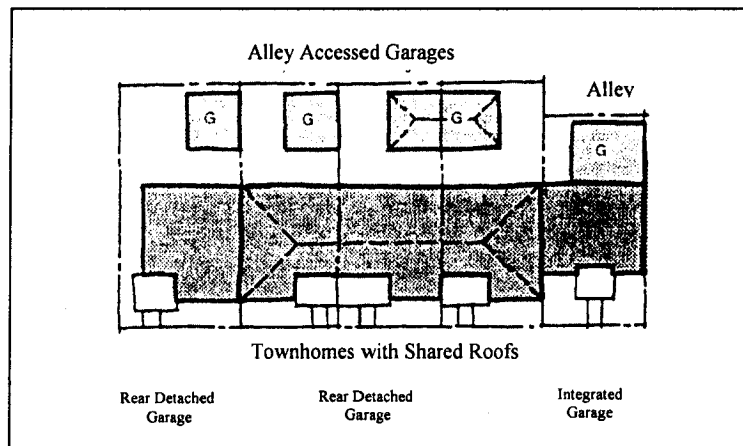 Alley Accessed Garages
Alley
G
G
G
G
Townhomes with Shared Roofs
Rear Detached
Garage
Rear Detached
Garage
Integrated
Garage